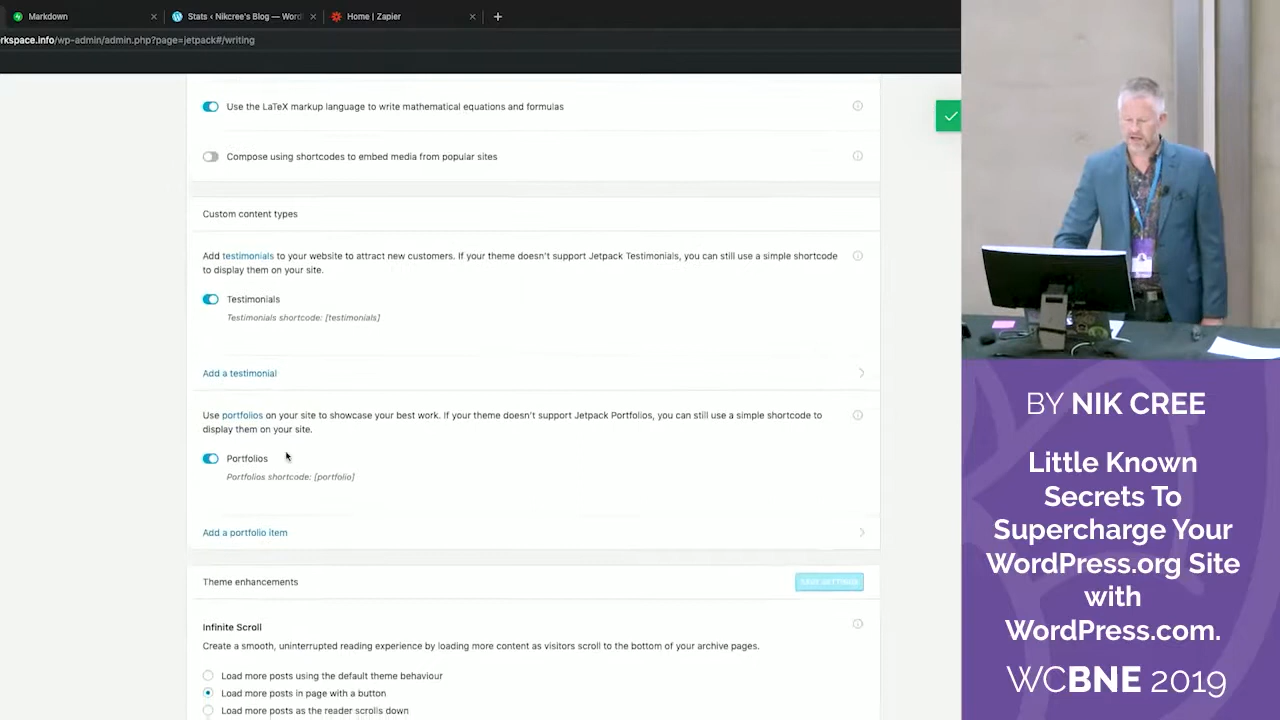 Markdown
Stats ‹ Nikcree's Blog — Word
Home | Zapier
rkspace.info/wp-admin/admin.php?page=jetpack#/writing
Use the LaTeX markup language to write mathematical equations and formulas
Compose using shortcodes to embed media from popular sites
Custom content types
Add testimonials to your website to attract new customers. If your theme doesn't support Jetpack Testimonials, you can still use a simple shortcode
to display them on your site.
Testimonials
Testimonials shortcode: [testimonials]
Add a testimonial
Use portfolios on your site to showcase your best work. If your theme doesn't support Jetpack Portfolios, you can still use a simple shortcode to
display them on your site.
Portfolios
Portfolios shortcode: [portfolio]
Add a portfolio item
Theme enhancements
SAVE SETTINGS
Infinite Scroll
Create a smooth, uninterrupted reading experience by loading more content as visitors scroll to the bottom of your archive pages.
Load more posts using the default theme behaviour
Load more posts in page with a button
Load more posts as the reader scrolls down
BY NIK CREE
Little Known
Secrets To
Supercharge Your
WordPress.org Site
with
WordPress.com.
WCBNE 2019